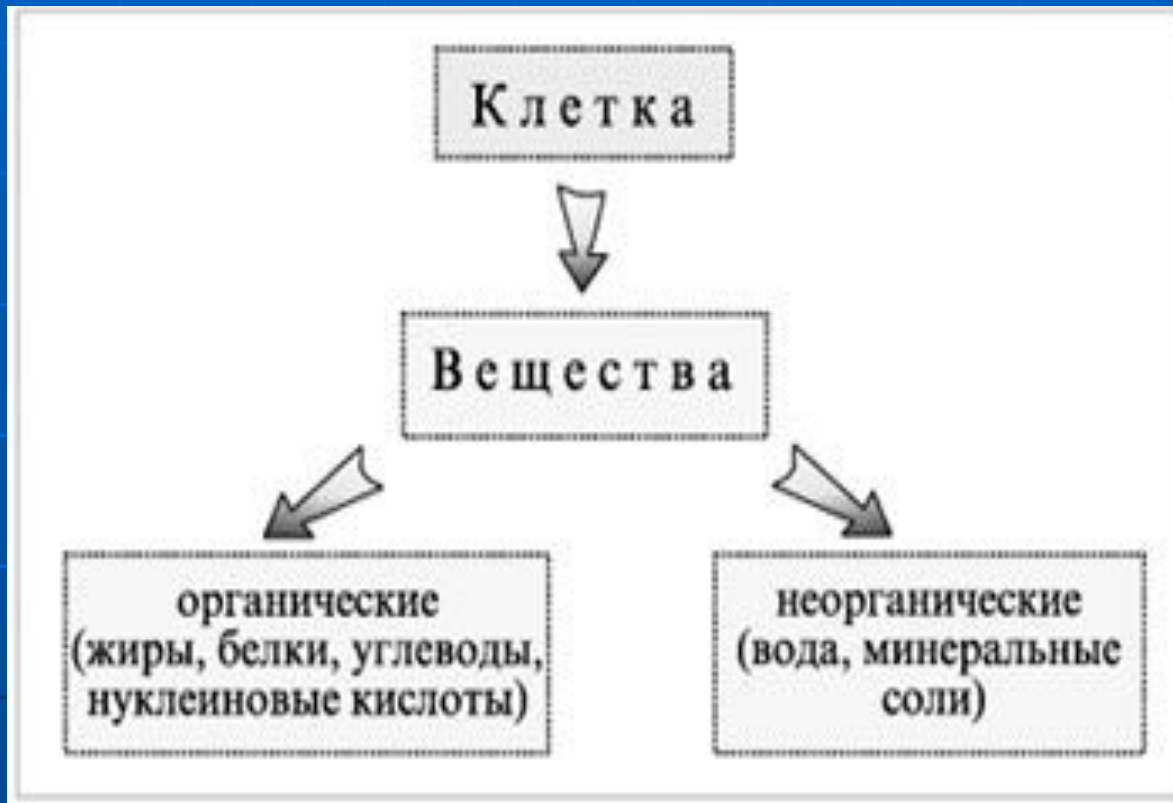 Клетка
Вещества
органические
(жиры, белки, углеводы,
нуклеиновые кислоты)
неорганические
(вода, минеральные
соли)